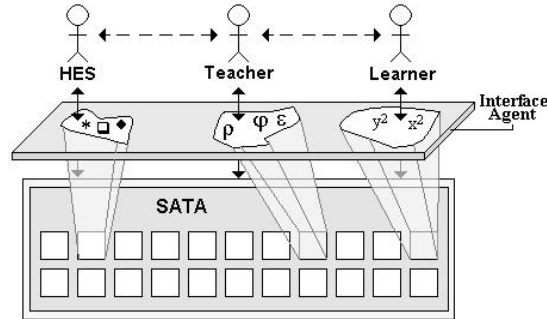 HES Teacher Learner
Interface
Agent
* ❑ ◆ ρ φ ε y² x²
SATA